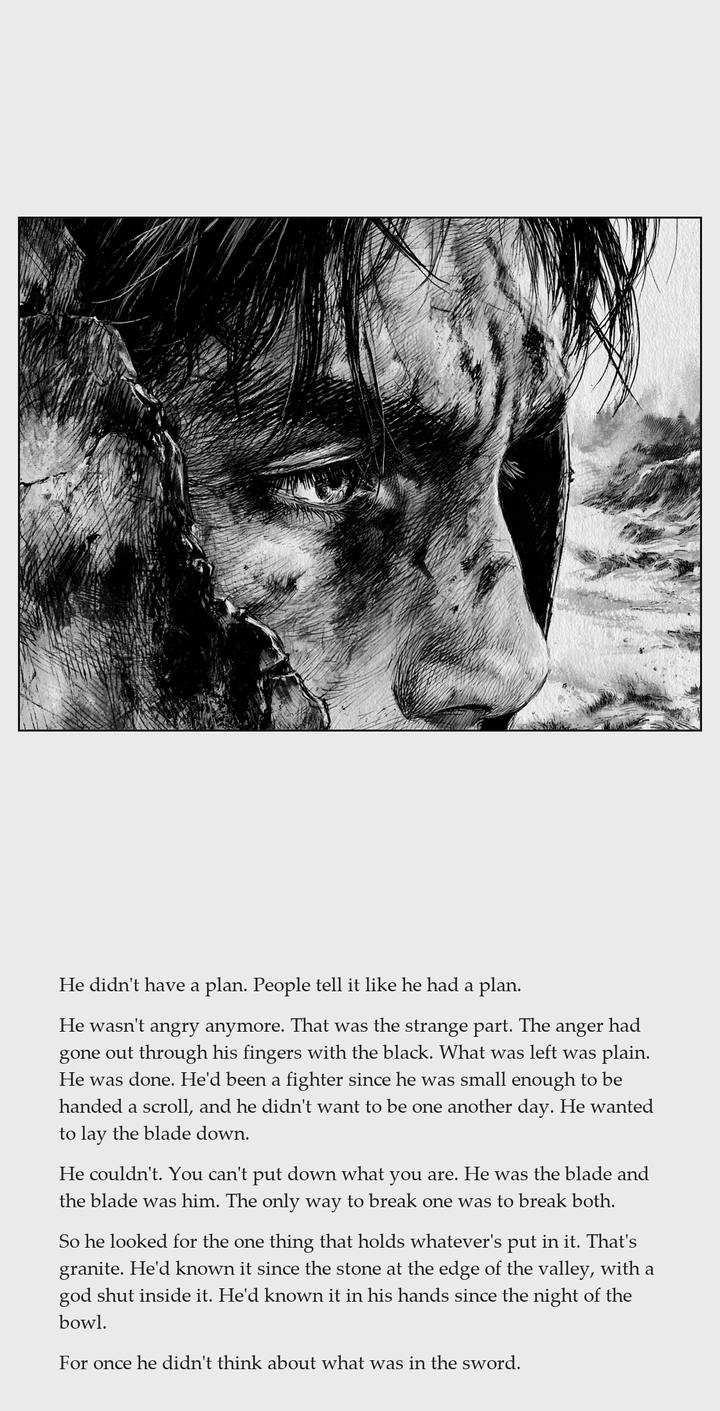 He didn't have a plan. People tell it like he had a plan.
He wasn't angry anymore. That was the strange part. The anger had
gone out through his fingers with the black. What was left was plain.
He was done. He'd been a fighter since he was small enough to be
handed a scroll, and he didn't want to be one another day. He wanted
to lay the blade down.
He couldn't. You can't put down what you are. He was the blade and
the blade was him. The only way to break one was to break both.
So he looked for the one thing that holds whatever's put in it. That's
granite. He'd known it since the stone at the edge of the valley, with a
god shut inside it. He'd known it in his hands since the night of the
bowl.
For once he didn't think about what was in the sword.